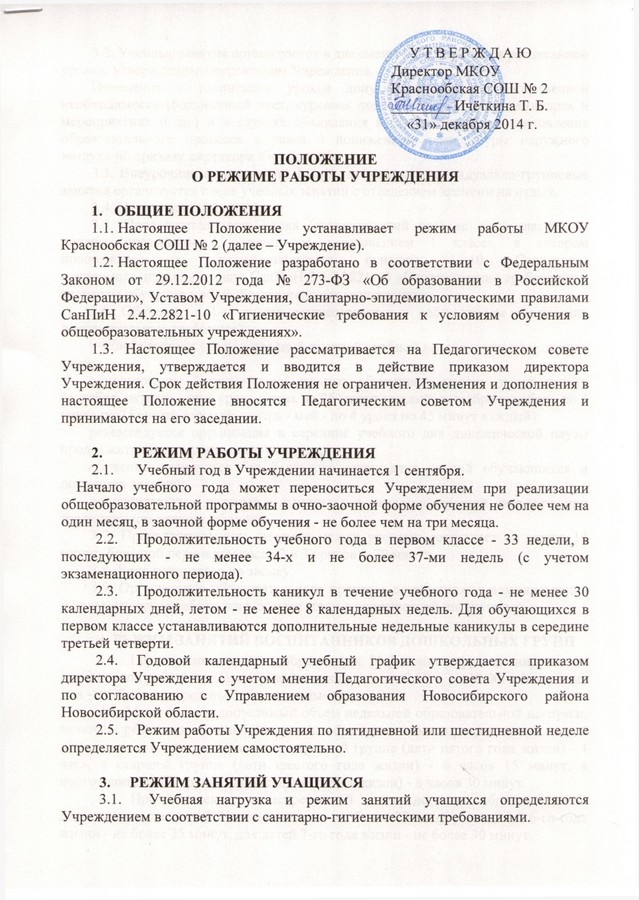 УТВЕРЖДАЮ
Директор МКОУ
Краснообская СОШ № 2
Ичёткина Т. Б.
«31» декабря 2014 г.
ПОЛОЖЕНИЕ
О РЕЖИМЕ РАБОТЫ УЧРЕЖДЕНИЯ
1. ОБЩИЕ ПОЛОЖЕНИЯ
1.1. Настоящее Положение устанавливает режим работы МКОУ
Краснообская СОШ № 2 (далее – Учреждение).
1.2. Настоящее Положение разработано в соответствии с Федеральным
Законом от 29.12.2012 года № 273-ФЗ «Об образовании в Российской
Федерации», Уставом Учреждения, Санитарно-эпидемиологическими правилами
СанПиН 2.4.2.2821-10 «Гигиенические требования к условиям обучения в
общеобразовательных учреждениях».
1.3. Настоящее Положение рассматривается на Педагогическом совете
Учреждения, утверждается и вводится в действие приказом директора
Учреждения. Срок действия Положения не ограничен. Изменения и дополнения в
настоящее Положение вносятся Педагогическим советом Учреждения и
принимаются на его заседании.
2. РЕЖИМ РАБОТЫ УЧРЕЖДЕНИЯ
2.1. Учебный год в Учреждении начинается 1 сентября.
Начало учебного года может переноситься Учреждением при реализации
общеобразовательной программы в очно-заочной форме обучения не более чем на
один месяц, в заочной форме обучения - не более чем на три месяца.
2.2. Продолжительность учебного года в первом классе - 33 недели, в
последующих - не менее 34-х и не более 37-ми недель (с учетом
экзаменационного периода).
2.3. Продолжительность каникул в течение учебного года - не менее 30
календарных дней, летом - не менее 8 календарных недель. Для обучающихся в
первом классе устанавливаются дополнительные недельные каникулы в середине
третьей четверти.
2.4. Годовой календарный учебный график утверждается приказом
директора Учреждения с учетом мнения Педагогического совета Учреждения и
по согласованию с Управлением образования Новосибирского района
Новосибирской области.
2.5. Режим работы Учреждения по пятидневной или шестидневной неделе
определяется Учреждением самостоятельно.
3. РЕЖИМ ЗАНЯТИЙ УЧАЩИХСЯ
3.1. Учебная нагрузка и режим занятий учащихся определяются
Учреждением в соответствии с санитарно-гигиеническими требованиями.